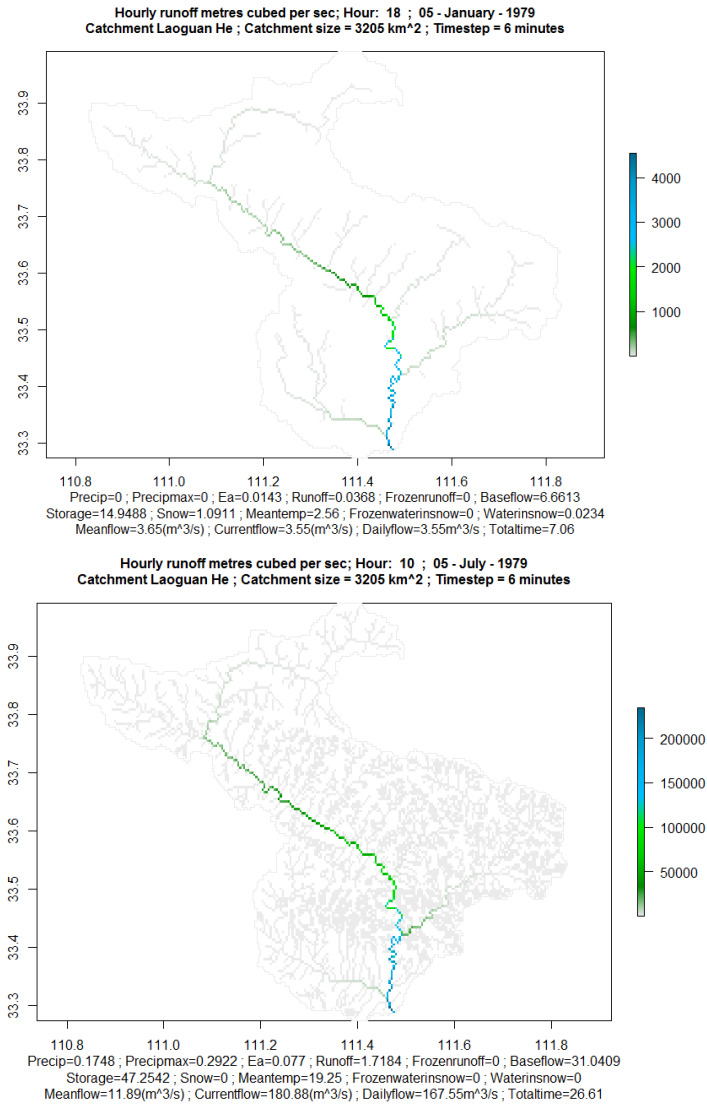 Hourly runoff metres cubed per sec; Hour: 18 ; 05 - January - 1979
Catchment Laoguan He ; Catchment size = 3205 km^2 ; Timestep = 6 minutes
33.9
33.8
33.7
33.6
33.5
33.4
33.3
4000
3000
2000
1000
110.8 111.0 111.2 111.4 111.6 111.8
Precip=0 ; Precipmax=0 ; Ea=0.0143 ; Runoff=0.0368 ; Frozenrunoff=0 ; Baseflow=6.6613
Storage=14.9488 ; Snow=1.0911 ; Meantemp=2.56 ; Frozenwaterinsnow=0 ; Waterinsnow=0.0234
Meanflow=3.65(m^3/s) ; Currentflow=3.55(m^3/s) ; Dailyflow=3.55m^3/s ; Totaltime=7.06
Hourly runoff metres cubed per sec; Hour: 10 ; 05 - July - 1979
Catchment Laoguan He ; Catchment size = 3205 km^2 ; Timestep = 6 minutes
33.9
33.8
33.7
33.6
33.5
33.4
33.3
200000
150000
100000
50000
110.8 111.0 111.2 111.4 111.6 111.8
Precip=0.1748 ; Precipmax=0.2922 ; Ea=0.077 ; Runoff=1.7184 ; Frozenrunoff=0 ; Baseflow=31.0409
Storage=47.2542 ; Snow=0 ; Meantemp=19.25 ; Frozenwaterinsnow=0 ; Waterinsnow=0
Meanflow=11.89(m^3/s) ; Currentflow=180.88(m^3/s) ; Dailyflow=167.55m^3/s ; Totaltime=26.61